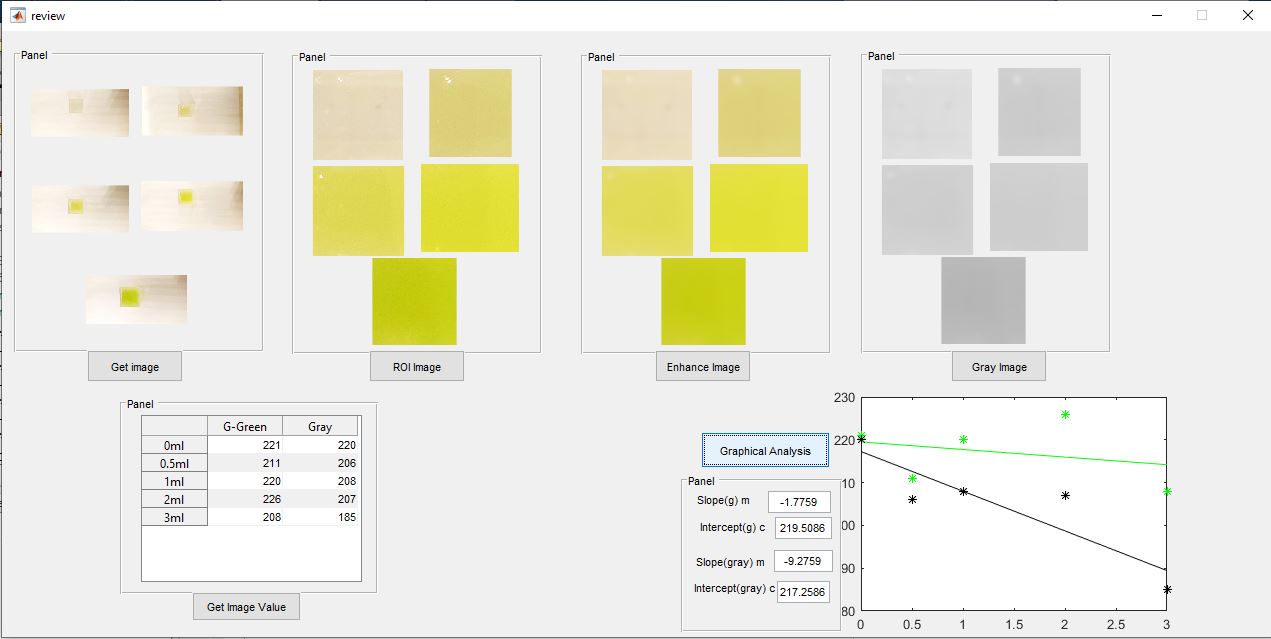 review
Panel
Panel
Panel
Panel
Get image
ROI Image
Enhance Image
Gray Image
Panel
G-Green Gray
0ml 221 220
0.5ml 211 206
1ml 220 208
2ml 226 207
3ml 208 185
Get Image Value
Graphical Analysis
Panel
Slope(g) m -1.7759
Intercept(g) c 219.5086
Slope(gray) m -9.2759
Intercept(gray) c 217.2586
230
220
10
00
90
80
0 0.5 1 1.5 2 2.5 3